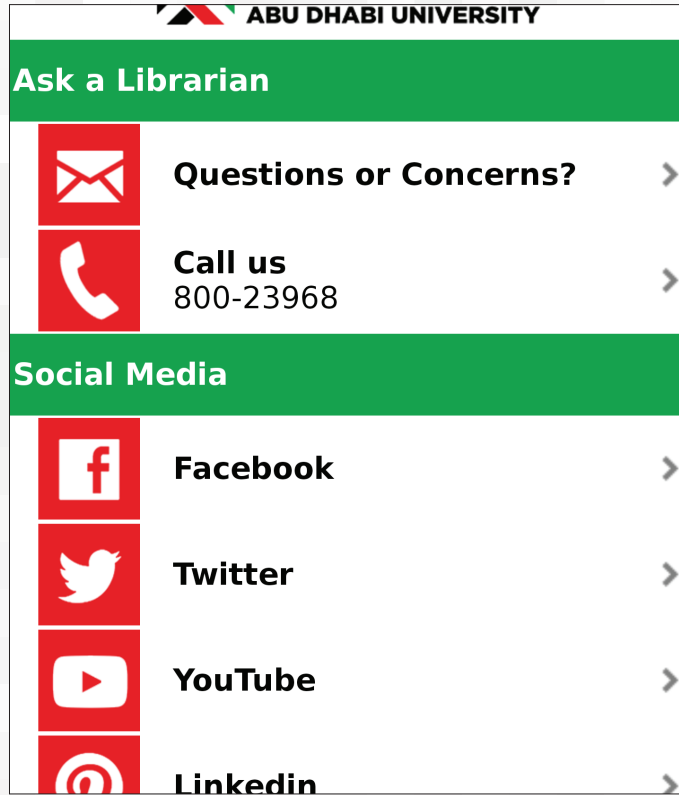 ABU DHABI UNIVERSITY
Ask a Librarian
Questions or Concerns?
Call us
800-23968
Social Media
Facebook
Twitter
YouTube
Linkedin